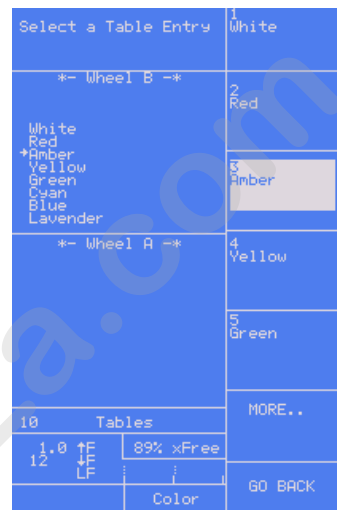 Select a Table Entry
*- Wheel B -*
White
Red
→Amber
Yellow
Green
Cyan
Blue
Lavender
*- Wheel A -*
10 Tables
1.0 ↑F
12 ↓F
LF
89% xFree
Color
1
White
2
Red
3
Amber
4
Yellow
5
Green
MORE..
GO BACK
a.com